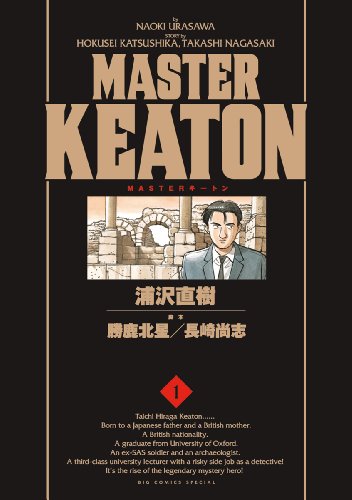 by
NAOKI URASAWA
STORY by
HOKUSEI KATSUSHIKA, TAKASHI NAGASAKI
MASTER
KEATON
MASTERキートン
浦沢直樹
脚本
勝鹿北星／長崎尚志
1
Taichi Hiraga Keaton......
Born to a Japanese father and a British mother.
A British nationality.
A graduate from University of Oxford.
An ex-SAS soldier and an archaeologist.
A third-class university lecturer with a risky side job as a detective!
It's the rise of the legendary mystery hero!
BIG COMICS SPECIAL